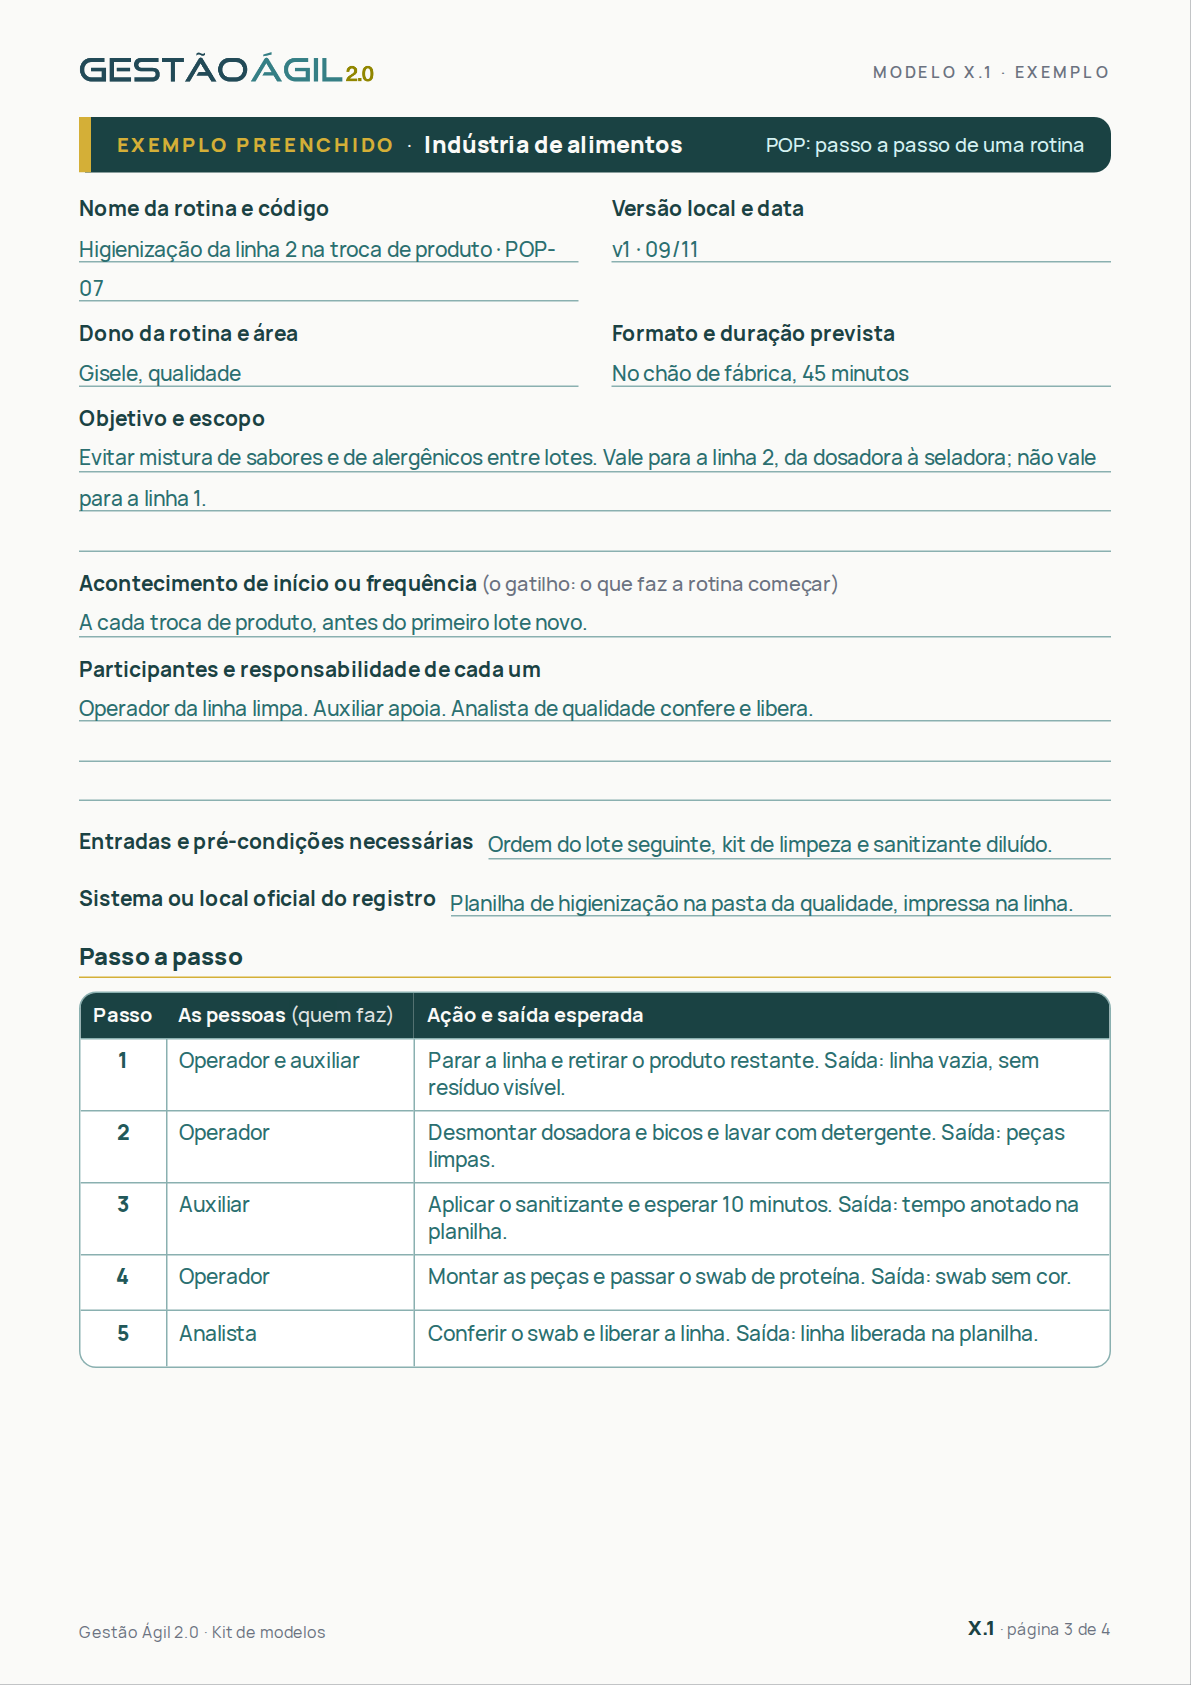 GESTÃOÁGIL2.0
MODELO X.1 · EXEMPLO
EXEMPLO PREENCHIDO · Indústria de alimentos
POP: passo a passo de uma rotina
Nome da rotina e código
Higienização da linha 2 na troca de produto · POP-
07
Versão local e data
v1 · 09/11
Dono da rotina e área
Gisele, qualidade
Formato e duração prevista
No chão de fábrica, 45 minutos
Objetivo e escopo
Evitar mistura de sabores e de alergênicos entre lotes. Vale para a linha 2, da dosadora à seladora; não vale
para a linha 1.
Acontecimento de início ou frequência (o gatilho: o que faz a rotina começar)
A cada troca de produto, antes do primeiro lote novo.
Participantes e responsabilidade de cada um
Operador da linha limpa. Auxiliar apoia. Analista de qualidade confere e libera.
Entradas e pré-condições necessárias Ordem do lote seguinte, kit de limpeza e sanitizante diluído.
Sistema ou local oficial do registro Planilha de higienização na pasta da qualidade, impressa na linha.
Passo a passo
Passo As pessoas (quem faz) Ação e saída esperada
1 Operador e auxiliar Parar a linha e retirar o produto restante. Saída: linha vazia, sem
resíduo visível.
2 Operador Desmontar dosadora e bicos e lavar com detergente. Saída: peças
limpas.
3 Auxiliar Aplicar o sanitizante e esperar 10 minutos. Saída: tempo anotado na
planilha.
4 Operador Montar as peças e passar o swab de proteína. Saída: swab sem cor.
5 Analista Conferir o swab e liberar a linha. Saída: linha liberada na planilha.
Gestão Ágil 2.0 · Kit de modelos
X.1 · página 3 de 4